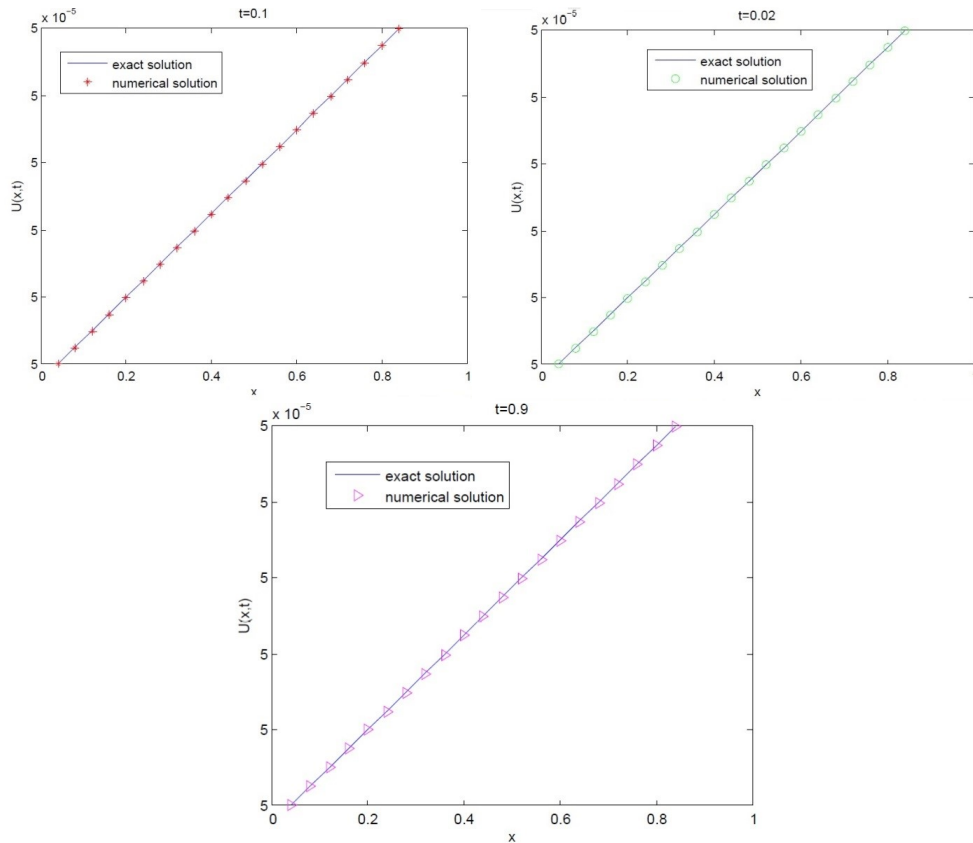 t=0.1
x 10⁻⁵
exact solution
numerical solution
5
5
5
5
5
5
U(x,t)
0 0.2 0.4 0.6 0.8 1
x
t=0.02
x 10⁻⁵
exact solution
numerical solution
5
5
5
5
5
5
U(x,t)
0 0.2 0.4 0.6 0.8
x
t=0.9
x 10⁻⁵
exact solution
numerical solution
5
5
5
5
5
5
U(x,t)
0 0.2 0.4 0.6 0.8 1
x